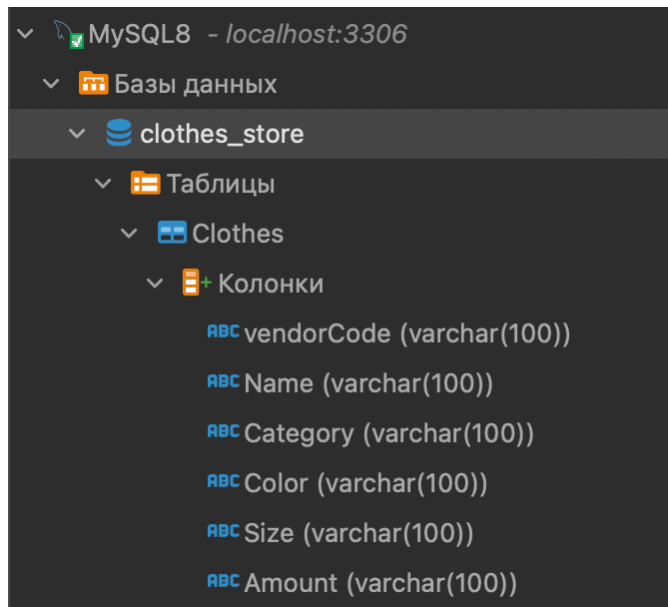 MySQL8 - localhost:3306
Базы данных
clothes_store
Таблицы
Clothes
Колонки
ABC vendorCode (varchar(100))
ABC Name (varchar(100))
ABC Category (varchar(100))
ABC Color (varchar(100))
ABC Size (varchar(100))
ABC Amount (varchar(100))